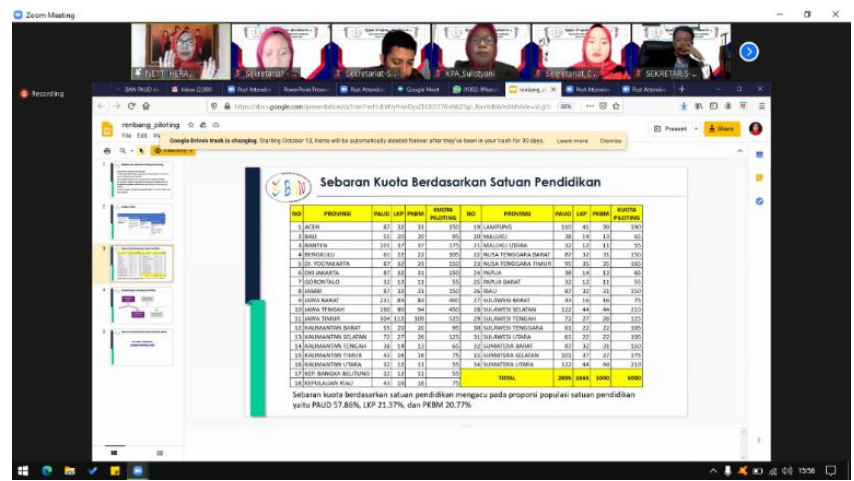 Zoom Meeting
Recording
Sekretariat
Sekretariat-S...
KPA_Sulistyani
Sekretariat_C...
SEKRETARIS-...
Google Meet
renbang_piloting
File Edit
Google Drive's trash is changing. Starting October 13, items will be automatically deleted forever after they've been in your trash for 30 days. Learn more Dismiss
Present
Share
Sebaran Kuota Berdasarkan Satuan Pendidikan
NO PROVINSI PAUD LKP PKBM KUOTA PILOTING NO PROVINSI PAUD LKP PKBM KUOTA PILOTING
1 ACEH 87 32 31 150 19 LAMPUNG 110 41 39 190
2 BALI 55 20 20 95 20 MALUKU 38 14 13 65
3 BANTEN 101 37 37 175 21 MALUKU UTARA 32 12 11 55
4 BENGKULU 61 22 22 105 22 NUSA TENGGARA BARAT 87 32 31 150
5 DI. YOGYAKARTA 87 32 31 150 23 NUSA TENGGARA TIMUR 95 35 35 165
6 DKI JAKARTA 87 32 31 150 24 PAPUA 38 14 13 65
7 GORONTALO 32 12 11 55 25 PAPUA BARAT 32 12 11 55
8 JAMBI 87 32 31 150 26 RIAU 87 32 31 150
9 JAWA BARAT 231 85 84 400 27 SULAWESI BARAT 43 16 16 75
10 JAWA TENGAH 260 96 94 450 28 SULAWESI SELATAN 122 44 44 210
11 JAWA TIMUR 304 112 109 525 29 SULAWESI TENGAH 72 27 26 125
12 KALIMANTAN BARAT 55 20 20 95 30 SULAWESI TENGGARA 61 22 22 105
13 KALIMANTAN SELATAN 72 27 26 125 31 SULAWESI UTARA 61 22 22 105
14 KALIMANTAN TENGAH 38 14 13 65 32 SUMATERA BARAT 87 32 31 150
15 KALIMANTAN TIMUR 43 16 16 75 33 SUMATERA SELATAN 101 37 37 175
16 KALIMANTAN UTARA 32 12 11 55 34 SUMATERA UTARA 122 44 44 210
17 KEP. BANGKA BELITUNG 32 12 11 55
18 KEPULAUAN RIAU 43 16 16 75
TOTAL 2895 1065 1040 5000
Sebaran kuota berdasarkan satuan pendidikan mengacu pada proporsi populasi satuan pendidikan
yaitu PAUD 57.86%, LKP 21.37%, dan PKBM 20.77%
15:56